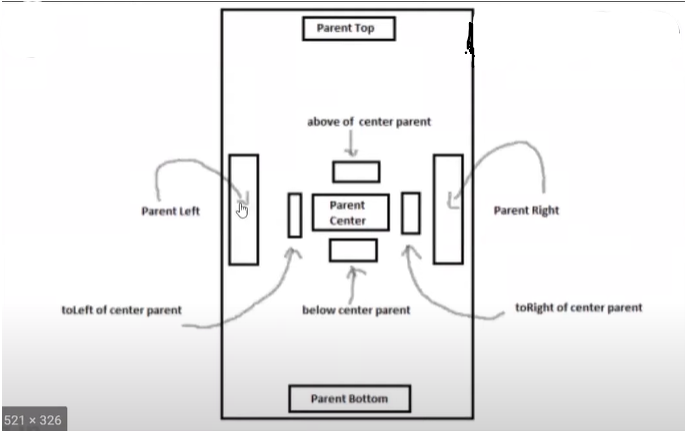 Parent Top
above of center parent
Parent
Center
Parent Left
Parent Right
toLeft of center parent
below center parent
toRight of center parent
Parent Bottom
521 × 326